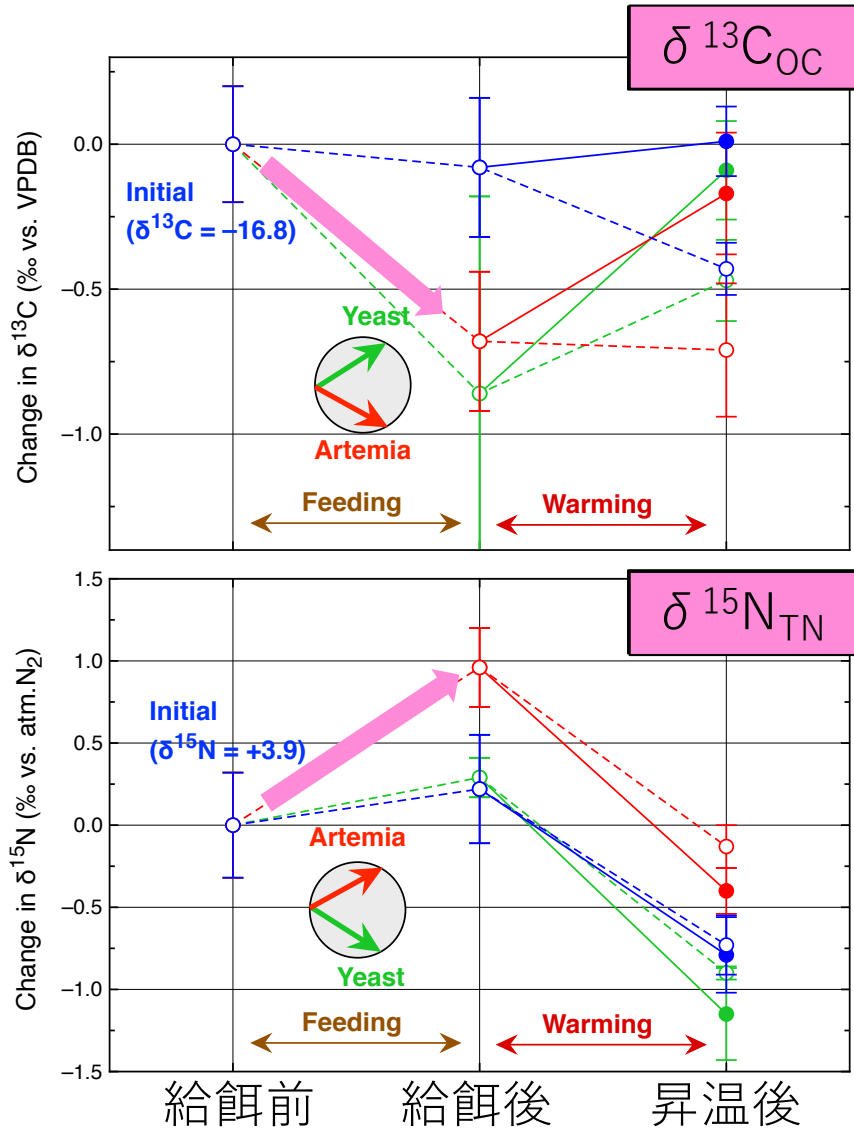 δ ¹³C_OC
0.0
−0.5
−1.0
Change in δ¹³C (‰ vs. VPDB)
Initial
(δ¹³C = −16.8)
Yeast
Artemia
Feeding
Warming
δ ¹⁵N_TN
1.5
1.0
0.5
0.0
−0.5
−1.0
−1.5
Change in δ¹⁵N (‰ vs. atm.N₂)
Initial
(δ¹⁵N = +3.9)
Artemia
Yeast
Feeding
Warming
給餌前 給餌後 昇温後